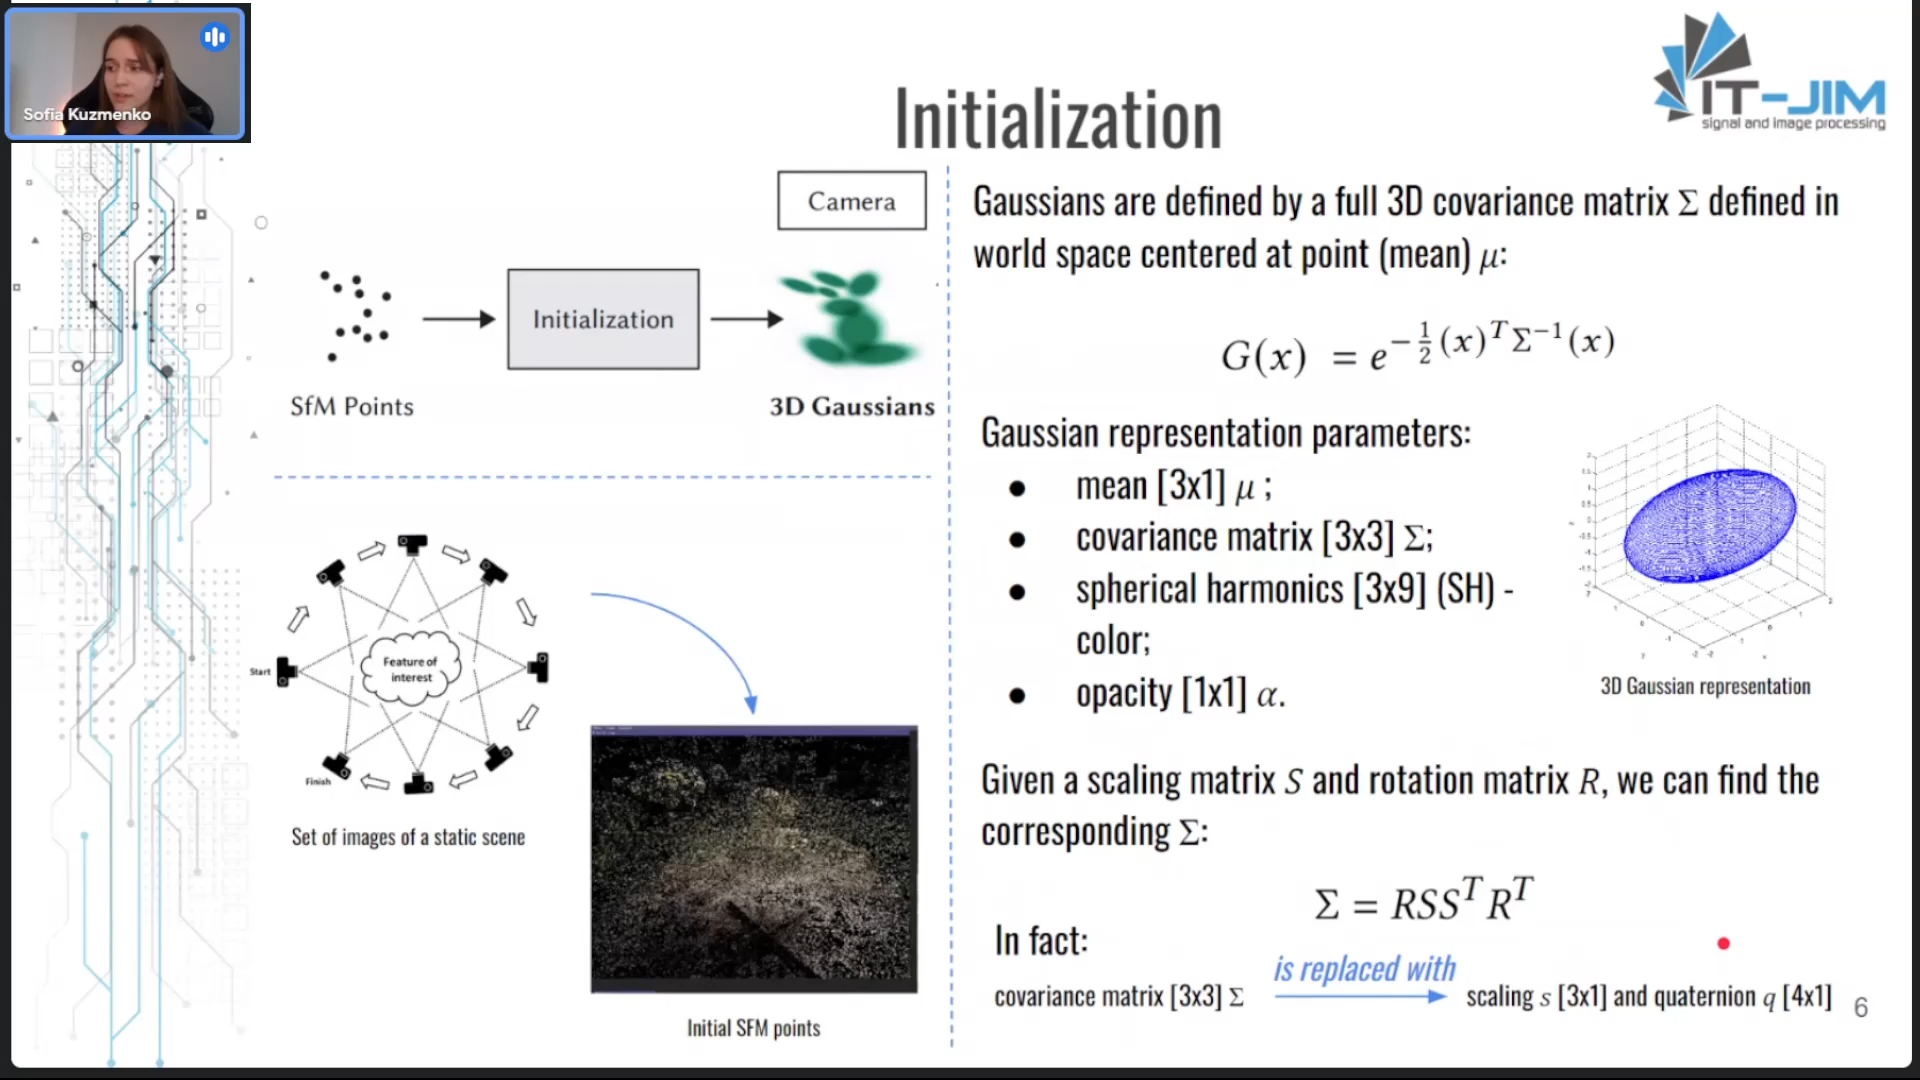 Sofia Kuzmenko
IT-JIM
signal and image processing
Initialization
Camera
Initialization
SfM Points
3D Gaussians
Start
Feature of
interest
Finish
Set of images of a static scene
Initial SFM points
Gaussians are defined by a full 3D covariance matrix Σ defined in
world space centered at point (mean) μ:
G(x) = e^{-\frac{1}{2}(x)^T Σ^{-1}(x)}
Gaussian representation parameters:
● mean [3x1] μ ;
● covariance matrix [3x3] Σ;
● spherical harmonics [3x9] (SH) -
color;
● opacity [1x1] α.
3D Gaussian representation
Given a scaling matrix S and rotation matrix R, we can find the
corresponding Σ:
Σ = RSS^T R^T
In fact:
is replaced with
covariance matrix [3x3] Σ
scaling s [3x1] and quaternion q [4x1]
6